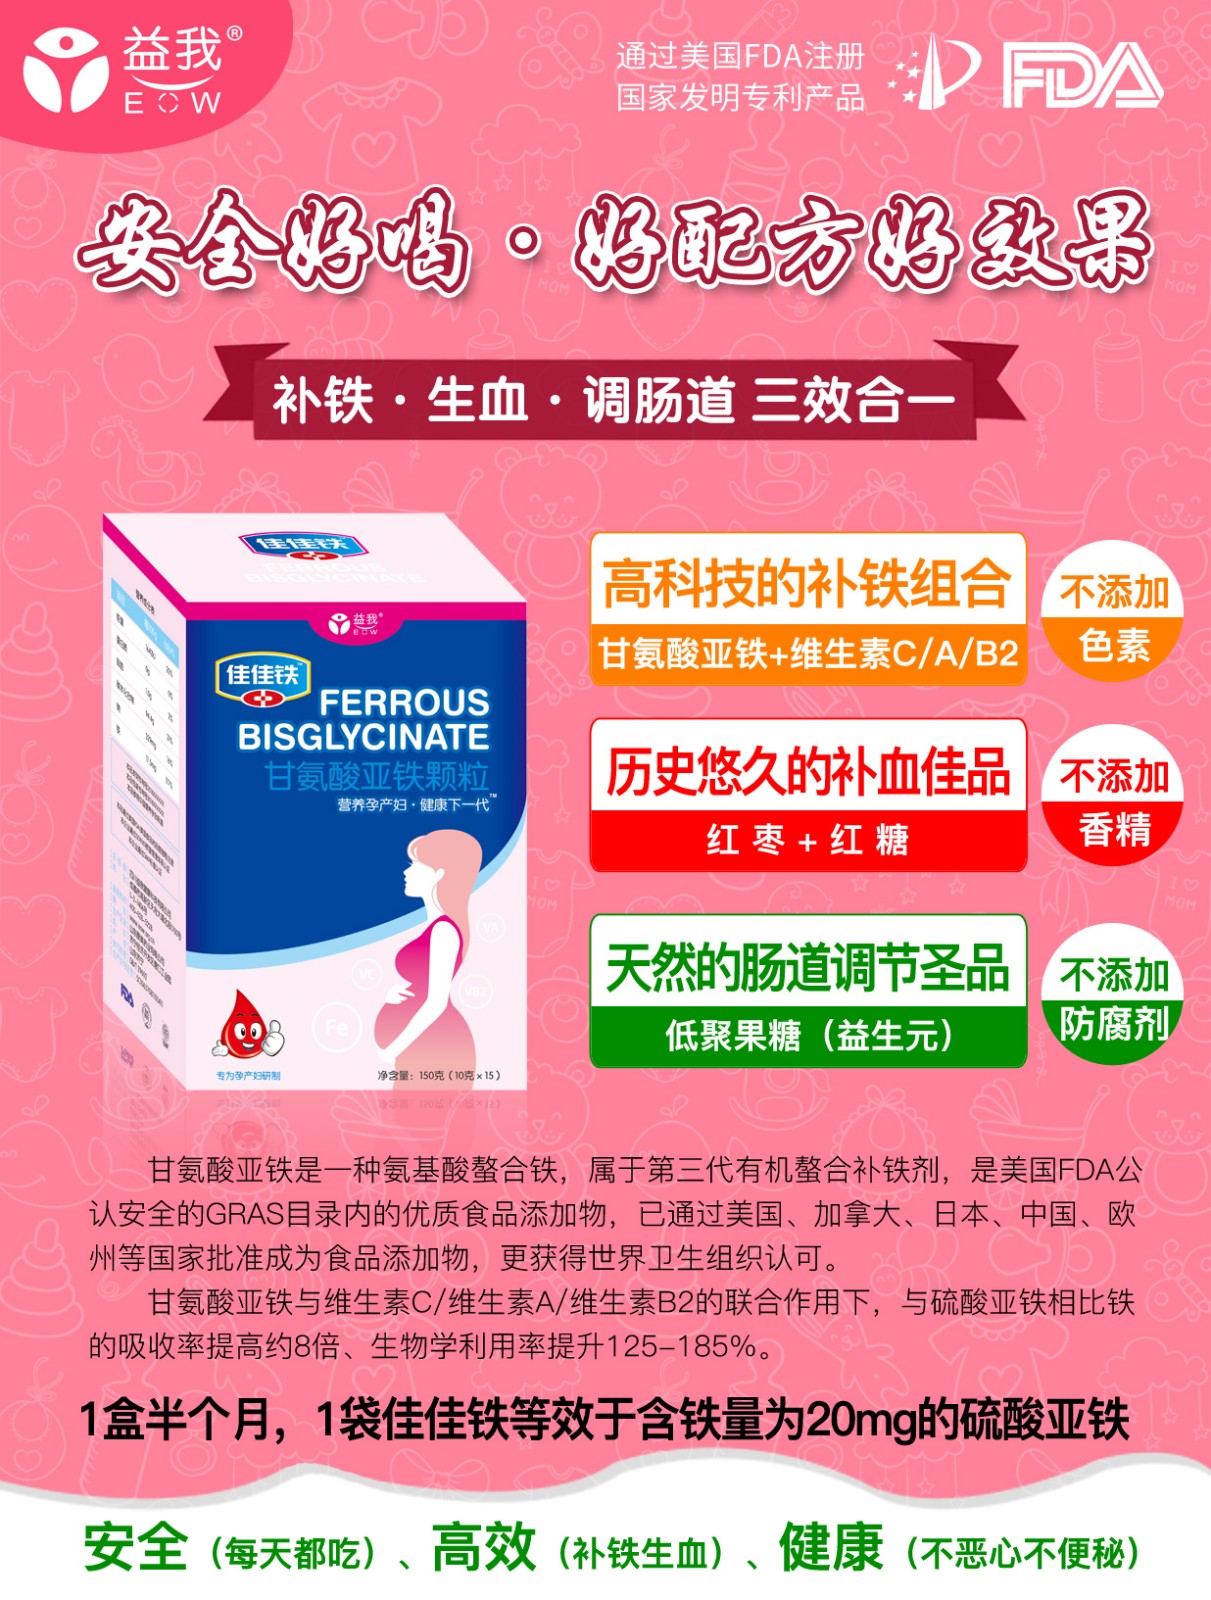 益我®
EOW
通过美国FDA注册
国家发明专利产品
FDA
安全好喝·好配方好效果
补铁·生血·调肠道 三效合一
佳佳铁
FERROUS
BISGLYCINATE
益我®
EOW
佳佳铁™
FERROUS
BISGLYCINATE
甘氨酸亚铁颗粒
营养孕产妇·健康下一代™
VA
VC
VB2
Fe
专为孕产妇研制
净含量：150克（10克×15）
高科技的补铁组合
甘氨酸亚铁+维生素C/A/B2
不添加
色素
历史悠久的补血佳品
红枣+红糖
不添加
香精
天然的肠道调节圣品
低聚果糖（益生元）
不添加
防腐剂
甘氨酸亚铁是一种氨基酸螯合铁，属于第三代有机螯合补铁剂，是美国FDA公
认安全的GRAS目录内的优质食品添加物，已通过美国、加拿大、日本、中国、欧
州等国家批准成为食品添加物，更获得世界卫生组织认可。
甘氨酸亚铁与维生素C/维生素A/维生素B2的联合作用下，与硫酸亚铁相比铁
的吸收率提高约8倍、生物学利用率提升125-185%。
1盒半个月，1袋佳佳铁等效于含铁量为20mg的硫酸亚铁
安全（每天都吃）、高效（补铁生血）、健康（不恶心不便秘）